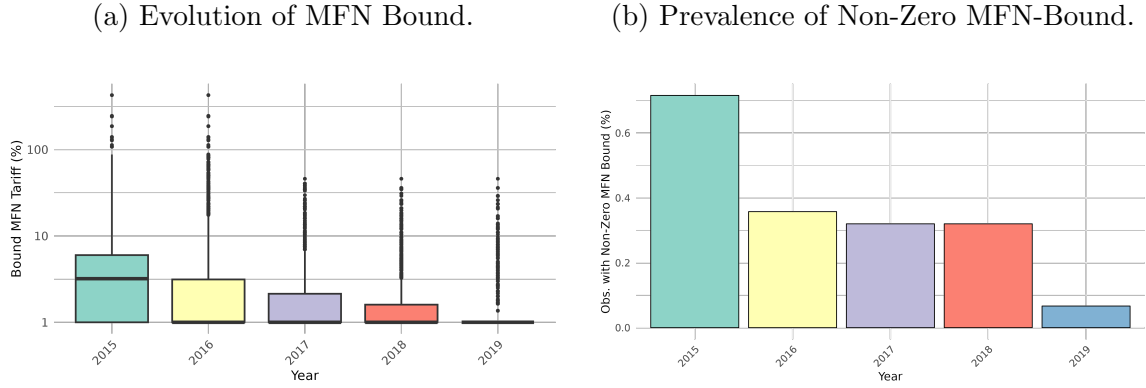 (a) Evolution of MFN Bound.
Bound MFN Tariff (%)
100
10
1
2015
2016
2017
2018
2019
Year
(b) Prevalence of Non-Zero MFN-Bound.
Obs. with Non-Zero MFN Bound (%)
0.6
0.4
0.2
0.0
2015
2016
2017
2018
2019
Year